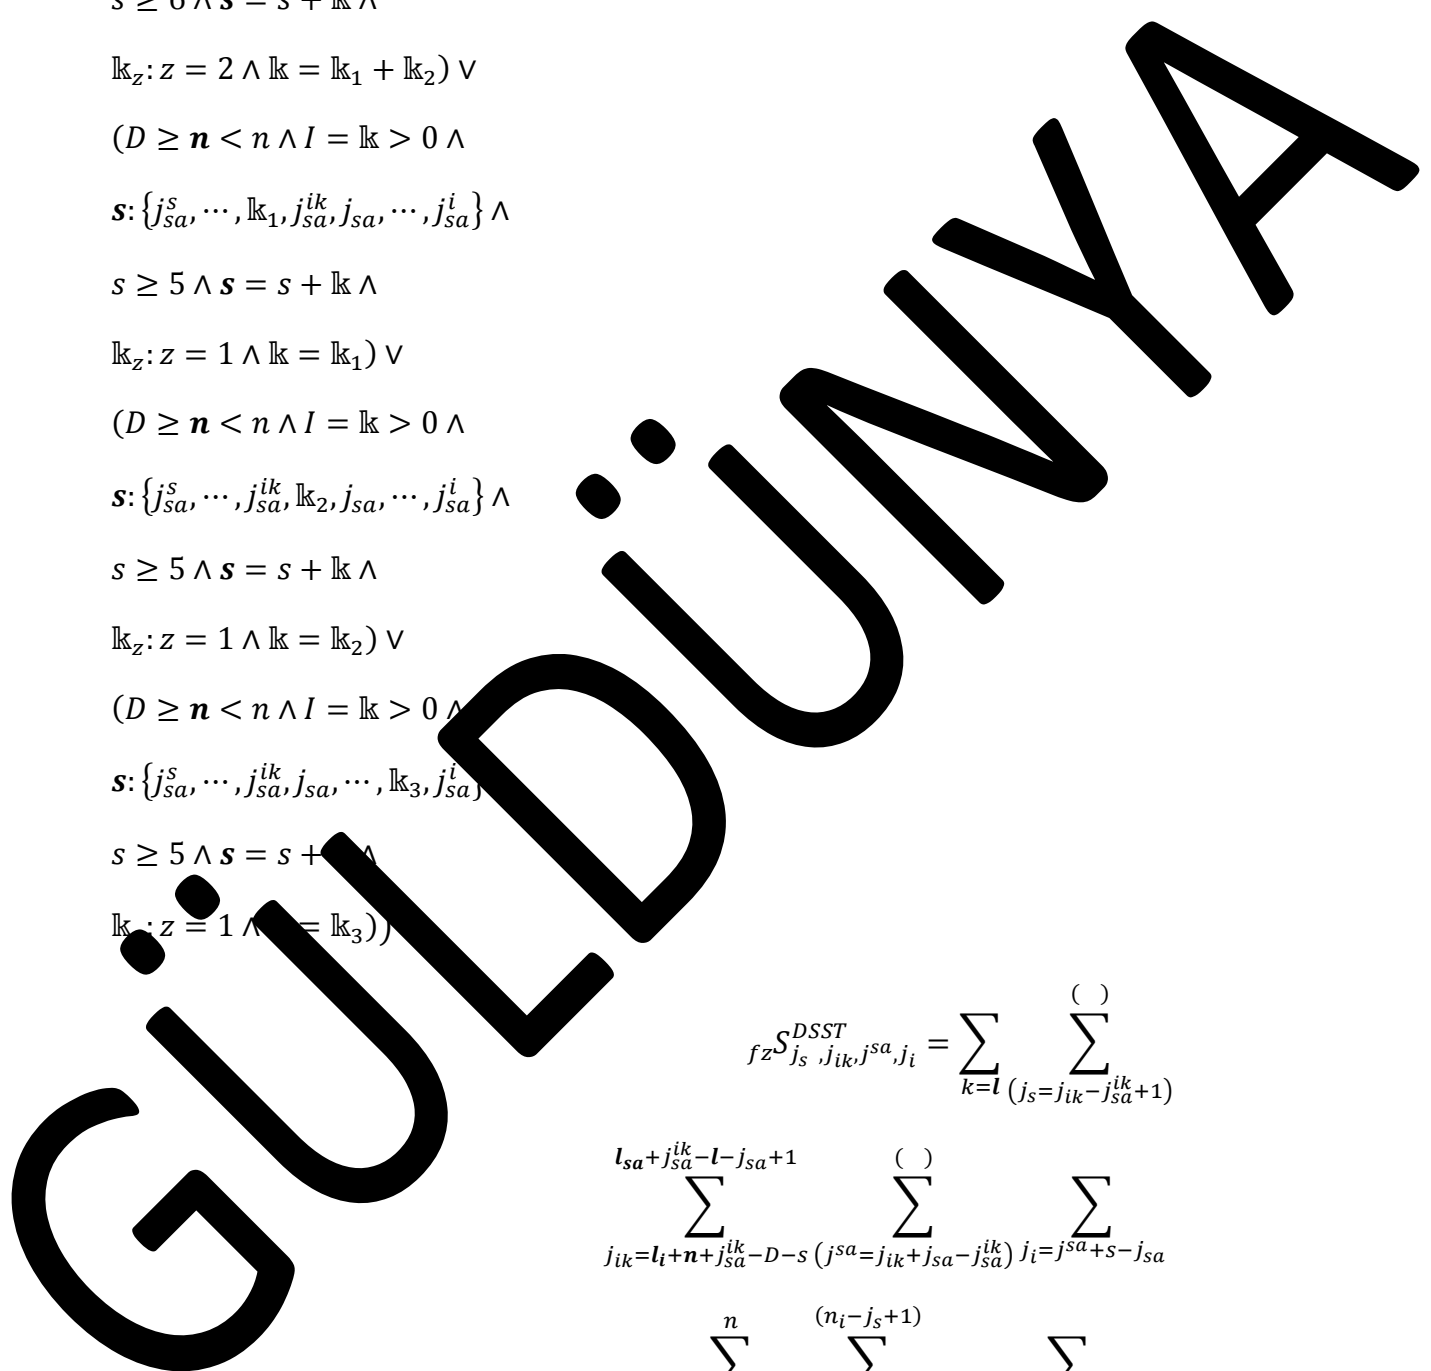 s ≥ 6 ∧ 𝒔 = s + 𝕜 ∧
𝕜_z: z = 2 ∧ 𝕜 = 𝕜_1 + 𝕜_2) ∨
(D ≥ 𝒏 < n ∧ I = 𝕜 > 0 ∧
𝒔: {j_{sa}^{s}, ⋯, 𝕜_1, j_{sa}^{ik}, j_{sa}, ⋯, j_{sa}^{i}} ∧
s ≥ 5 ∧ 𝒔 = s + 𝕜 ∧
𝕜_z: z = 1 ∧ 𝕜 = 𝕜_1) ∨
(D ≥ 𝒏 < n ∧ I = 𝕜 > 0 ∧
𝒔: {j_{sa}^{s}, ⋯, j_{sa}^{ik}, 𝕜_2, j_{sa}, ⋯, j_{sa}^{i}} ∧
s ≥ 5 ∧ 𝒔 = s + 𝕜 ∧
𝕜_z: z = 1 ∧ 𝕜 = 𝕜_2) ∨
(D ≥ 𝒏 < n ∧ I = 𝕜 > 0 ∧
𝒔: {j_{sa}^{s}, ⋯, j_{sa}^{ik}, j_{sa}, ⋯, 𝕜_3, j_{sa}^{i}}
s ≥ 5 ∧ 𝒔 = s + ∧
𝕜 : z = 1 ∧ = 𝕜_3))
_{fz}S_{j_s, j_{ik}, j^{sa}, j_i}^{DSST} = ∑_{k=𝒍} ∑_{(j_s=j_{ik}-j_{sa}^{ik}+1)}^{( )}
∑_{j_{ik}=𝒍_𝒊+𝒏+j_{sa}^{ik}-D-s}^{𝒍_{𝒔𝒂}+j_{sa}^{ik}-𝒍-j_{sa}+1} ∑_{(j^{sa}=j_{ik}+j_{sa}-j_{sa}^{ik})}^{( )} ∑_{j_i=j^{sa}+s-j_{sa}}
∑^{n} ∑^{(n_i-j_s+1)} ∑
GÜLDÜNYA